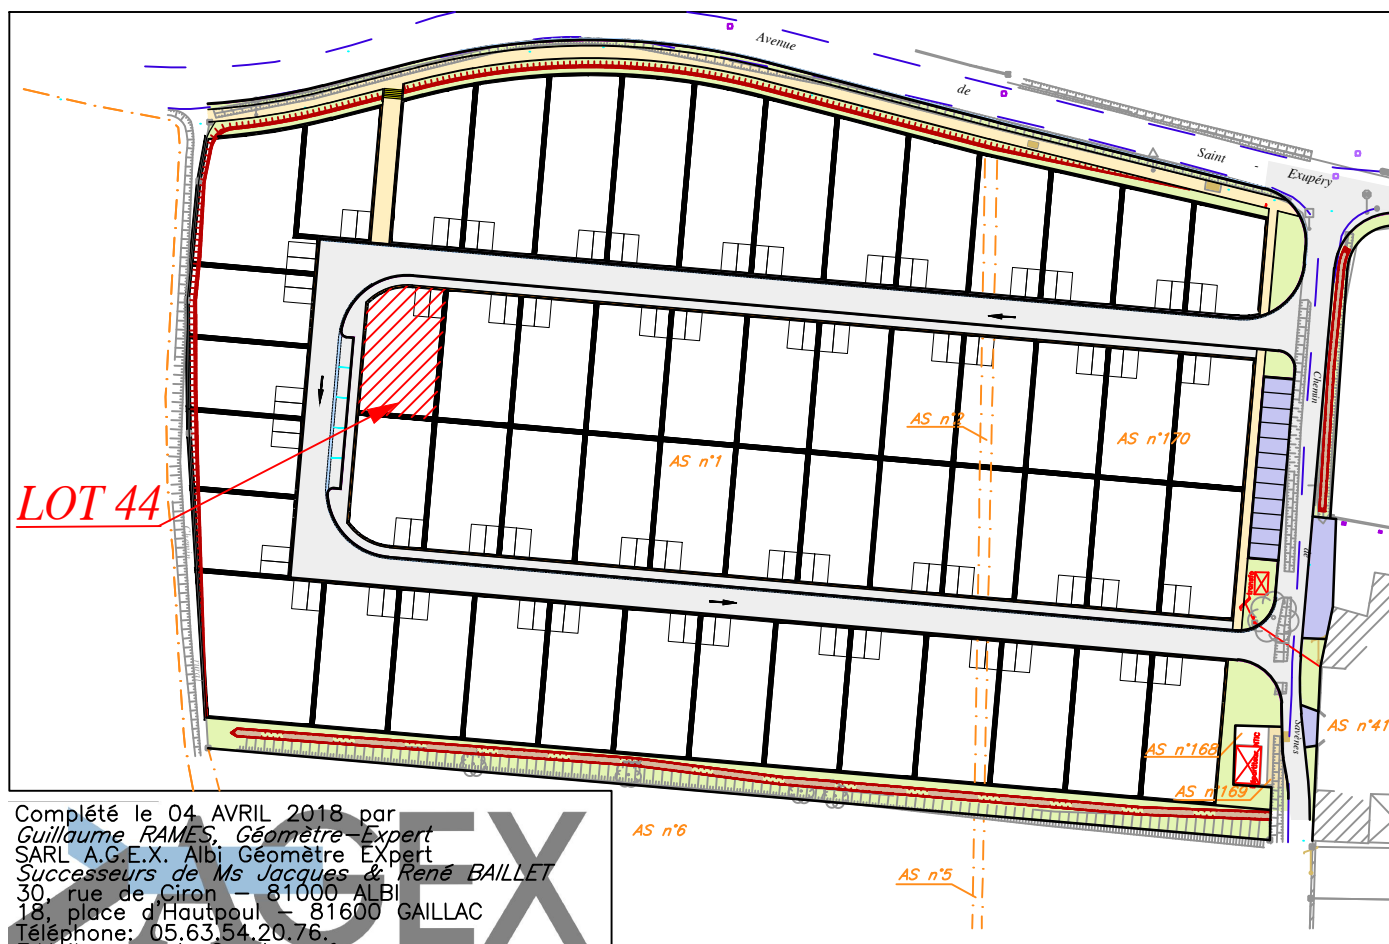 Avenue
de
Saint -
Exupéry
Chemin
de
Savènes
AS n°2
AS n°170
AS n°1
LOT 44
AS n°41
AS n°168
AS n°169
AS n°6
AS n°5
Complété le 04 AVRIL 2018 par
Guillaume RAMES, Géomètre-Expert
SARL A.G.E.X. Albi Géomètre Expert
Successeurs de Ms Jacques & René BAILLET
30, rue de Ciron - 81000 ALBI
18, place d'Hautpoul - 81600 GAILLAC
Téléphone: 05.63.54.20.76.
AGEX